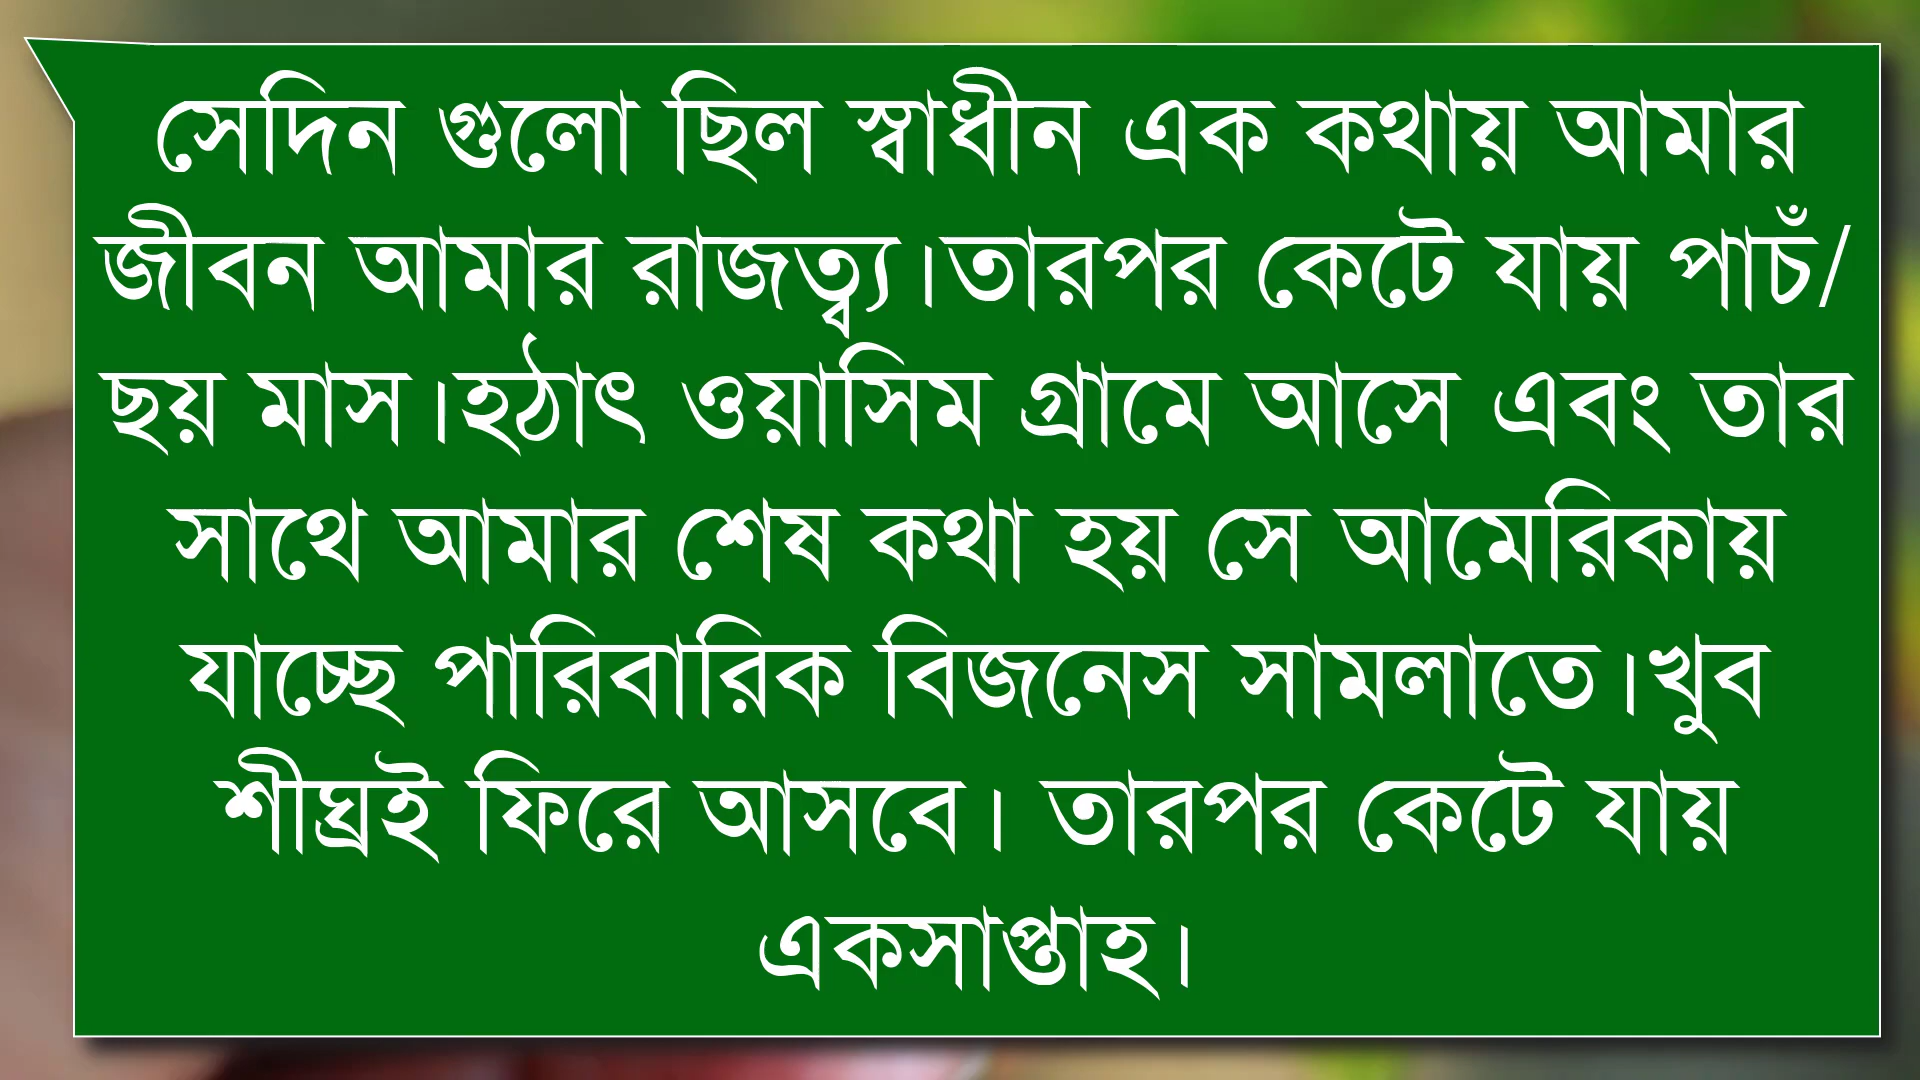 সেদিন গুলো ছিল স্বাধীন এক কথায় আমার
জীবন আমার রাজত্ব্য।তারপর কেটে যায় পাচঁ/
ছয় মাস।হঠাৎ ওয়াসিম গ্রামে আসে এবং তার
সাথে আমার শেষ কথা হয় সে আমেরিকায়
যাচ্ছে পারিবারিক বিজনেস সামলাতে।খুব
শীঘ্রই ফিরে আসবে। তারপর কেটে যায়
একসাপ্তাহ।